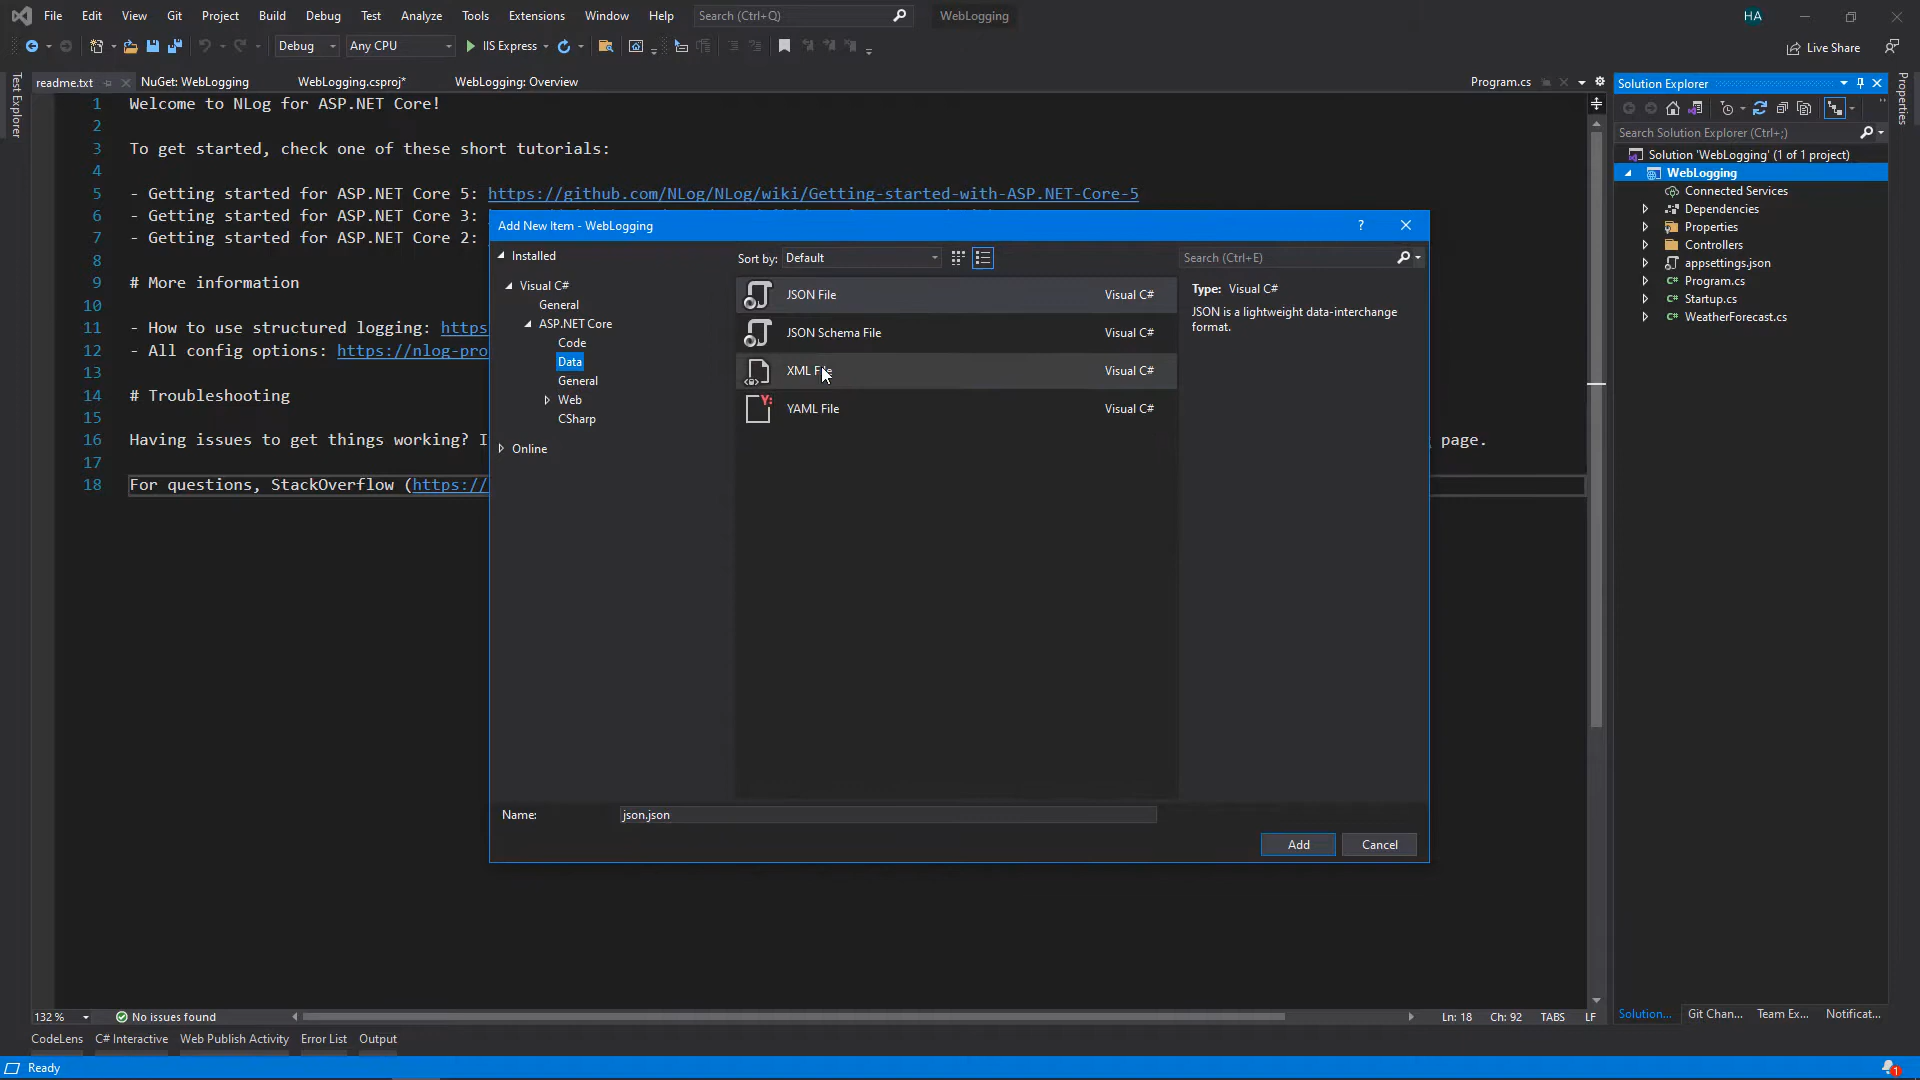 File Edit View Git Project Build Debug Test Analyze Tools Extensions Window Help Search (Ctrl+Q) WebLogging HA
Debug Any CPU IIS Express Live Share
readme.txt NuGet: WebLogging WebLogging.csproj* WebLogging: Overview Program.cs
Test Explorer
1 Welcome to NLog for ASP.NET Core!
2
3 To get started, check one of these short tutorials:
4
5 - Getting started for ASP.NET Core 5: https://github.com/NLog/NLog/wiki/Getting-started-with-ASP.NET-Core-5
6 - Getting started for ASP.NET Core 3:
7 - Getting started for ASP.NET Core 2:
8
9 # More information
10
11 - How to use structured logging: https
12 - All config options: https://nlog-pro
13
14 # Troubleshooting
15
16 Having issues to get things working? I page.
17
18 For questions, StackOverflow (https://
Add New Item - WebLogging ?
Installed
Visual C#
General
ASP.NET Core
Code
Data
General
Web
CSharp
Online
Sort by: Default
JSON File Visual C#
JSON Schema File Visual C#
XML File Visual C#
YAML File Visual C#
Search (Ctrl+E)
Type: Visual C#
JSON is a lightweight data-interchange
format.
Name: json.json
Add Cancel
Solution Explorer
Search Solution Explorer (Ctrl+;)
Solution 'WebLogging' (1 of 1 project)
WebLogging
Connected Services
Dependencies
Properties
Controllers
appsettings.json
Program.cs
Startup.cs
WeatherForecast.cs
Properties
132 % No issues found Ln: 18 Ch: 92 TABS LF
Solution... Git Chan... Team Ex... Notificat...
CodeLens C# Interactive Web Publish Activity Error List Output
Ready 1